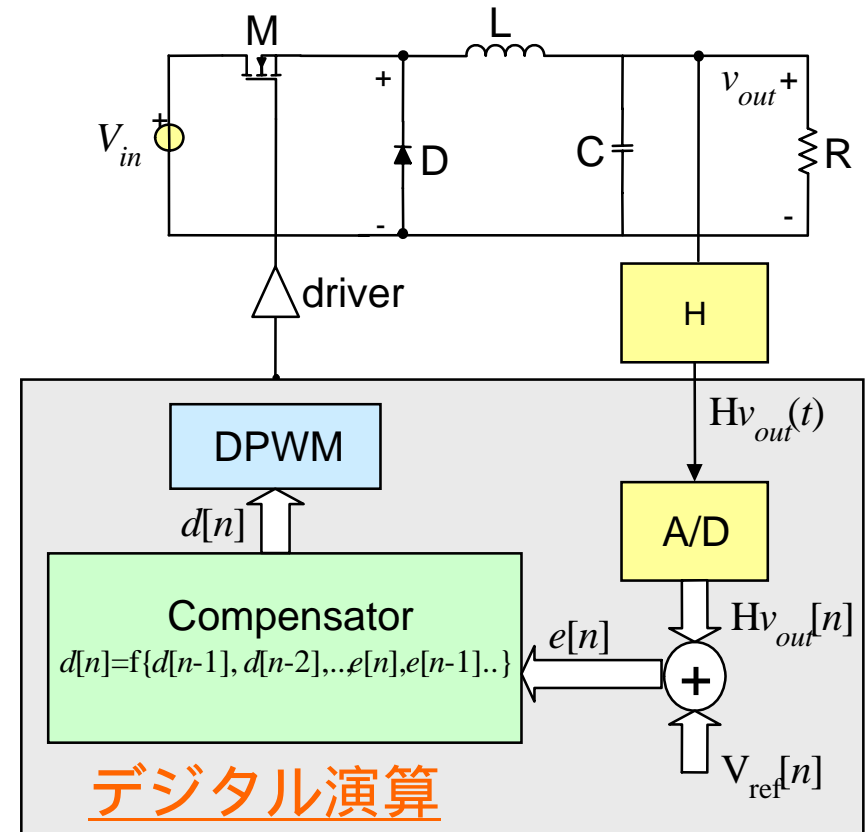 M
L
+
V_in
+
D
-
C
v_out
+
R
-
driver
H
Hv_out(t)
DPWM
d[n]
A/D
Compensator
d[n]=f{d[n-1], d[n-2],..,e[n],e[n-1]..}
e[n]
Hv_out[n]
+
V_ref[n]
デジタル演算